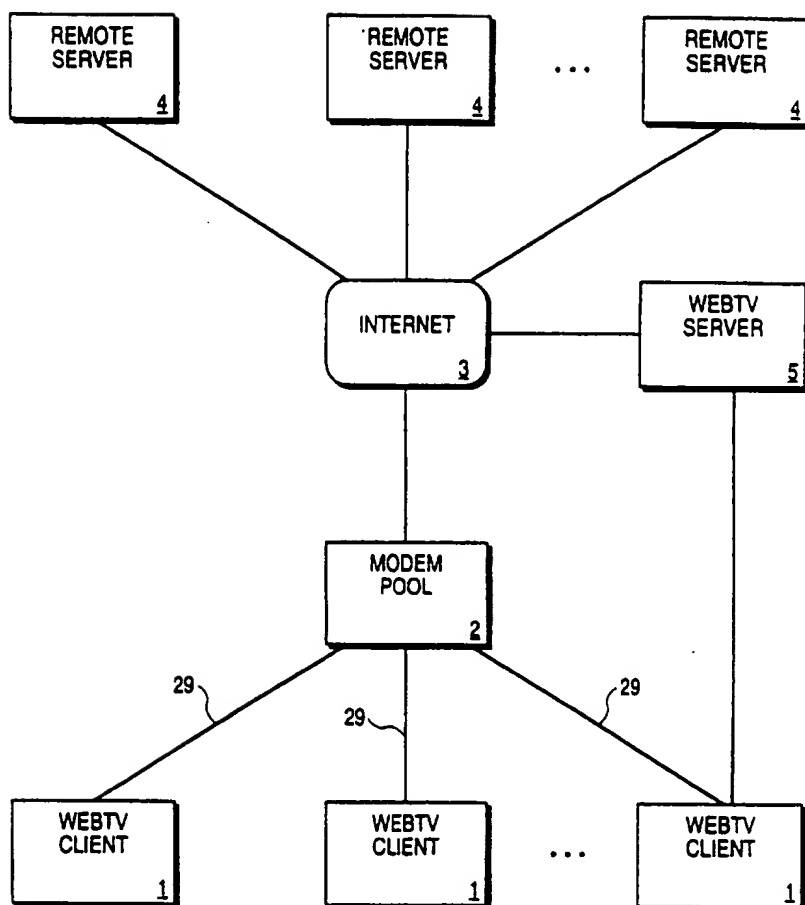 REMOTE
SERVER
4
REMOTE
SERVER
4
...
REMOTE
SERVER
4
INTERNET
3
WEBTV
SERVER
5
MODEM
POOL
2
29
29
29
WEBTV
CLIENT
1
WEBTV
CLIENT
1
...
WEBTV
CLIENT
1